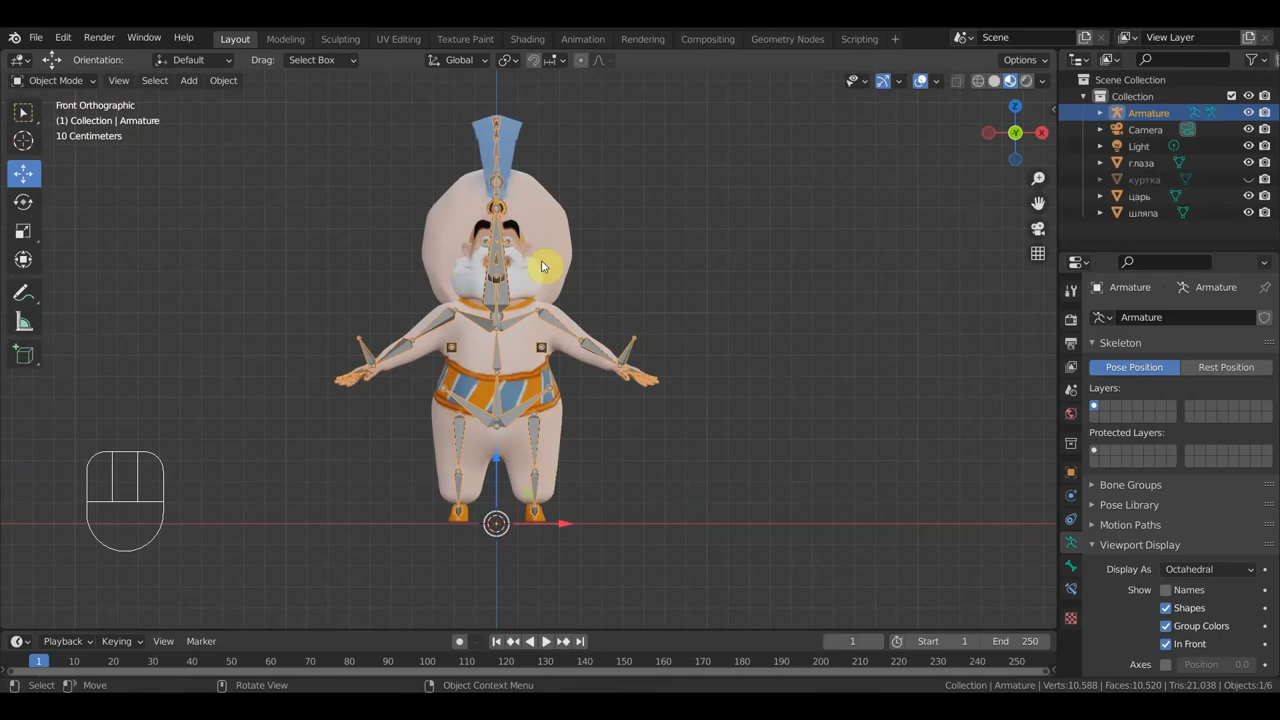 File Edit Render Window Help Layout Modeling Sculpting UV Editing Texture Paint Shading Animation Rendering Compositing Geometry Nodes Scripting + Scene View Layer
Orientation: Default Drag: Select Box Global Options
Object Mode View Select Add Object
Front Orthographic
(1) Collection | Armature
10 Centimeters
Z
X
-Y
Scene Collection
Collection
Armature
Camera
Light
глаза
куртка
царь
шляпа
Armature Armature
Armature
Skeleton
Pose Position Rest Position
Layers:
Protected Layers:
Bone Groups
Pose Library
Motion Paths
Viewport Display
Display As Octahedral
Show Names
Shapes
Group Colors
In Front
Axes Position 0.0
Playback Keying View Marker 1 Start 1 End 250
1 10 20 30 40 50 60 70 80 90 100 110 120 130 140 150 160 170 180 190 200 210 220 230 240 250
Select Move Rotate View Object Context Menu Collection | Armature | Verts:10,588 | Faces:10,520 | Tris:21,038 | Objects:1/6